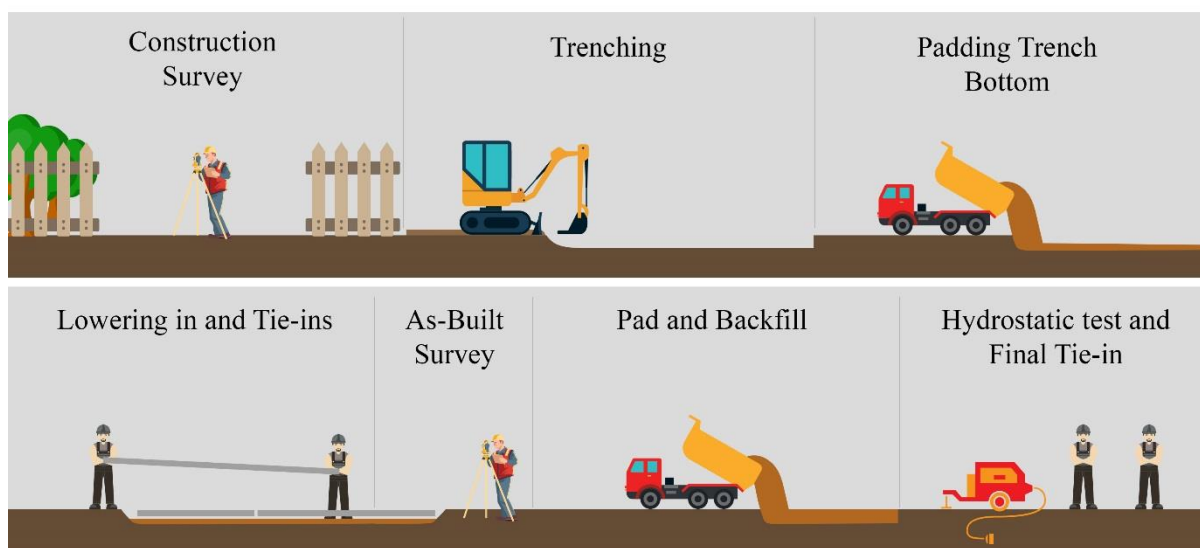 Construction
Survey
Trenching
Padding Trench
Bottom
Lowering in and Tie-ins
As-Built
Survey
Pad and Backfill
Hydrostatic test and
Final Tie-in